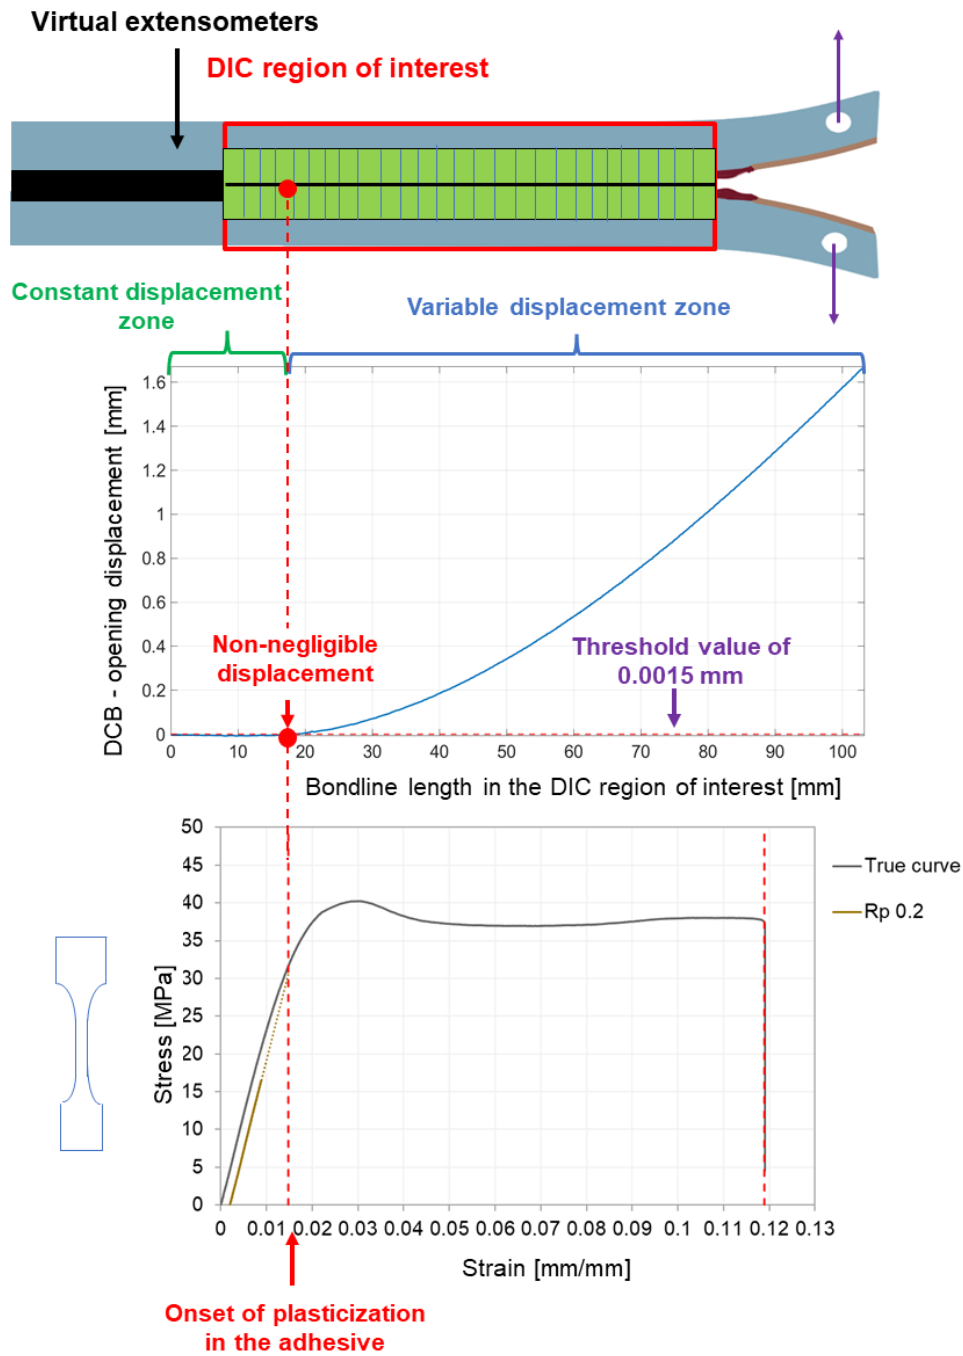 Virtual extensometers
DIC region of interest
Constant displacement
zone
Variable displacement zone
DCB - opening displacement [mm]
1.6
1.4
1.2
1
0.8
0.6
0.4
0.2
0
Non-negligible
displacement
Threshold value of
0.0015 mm
0 10 20 30 40 50 60 70 80 90 100
Bondline length in the DIC region of interest [mm]
Stress [MPa]
50
45
40
35
30
25
20
15
10
5
0
True curve
Rp 0.2
0 0.01 0.02 0.03 0.04 0.05 0.06 0.07 0.08 0.09 0.1 0.11 0.12 0.13
Strain [mm/mm]
Onset of plasticization
in the adhesive